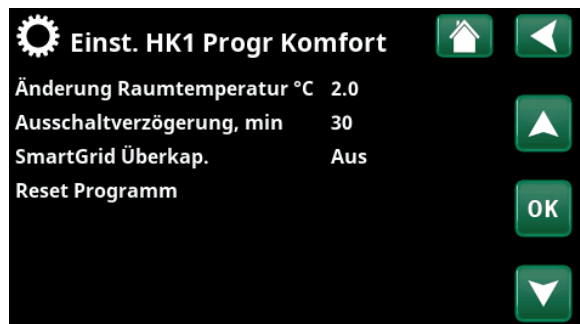 Einst. HK1 Progr Komfort
Änderung Raumtemperatur °C 2.0
Ausschaltverzögerung, min 30
SmartGrid Überkap. Aus
Reset Programm
OK